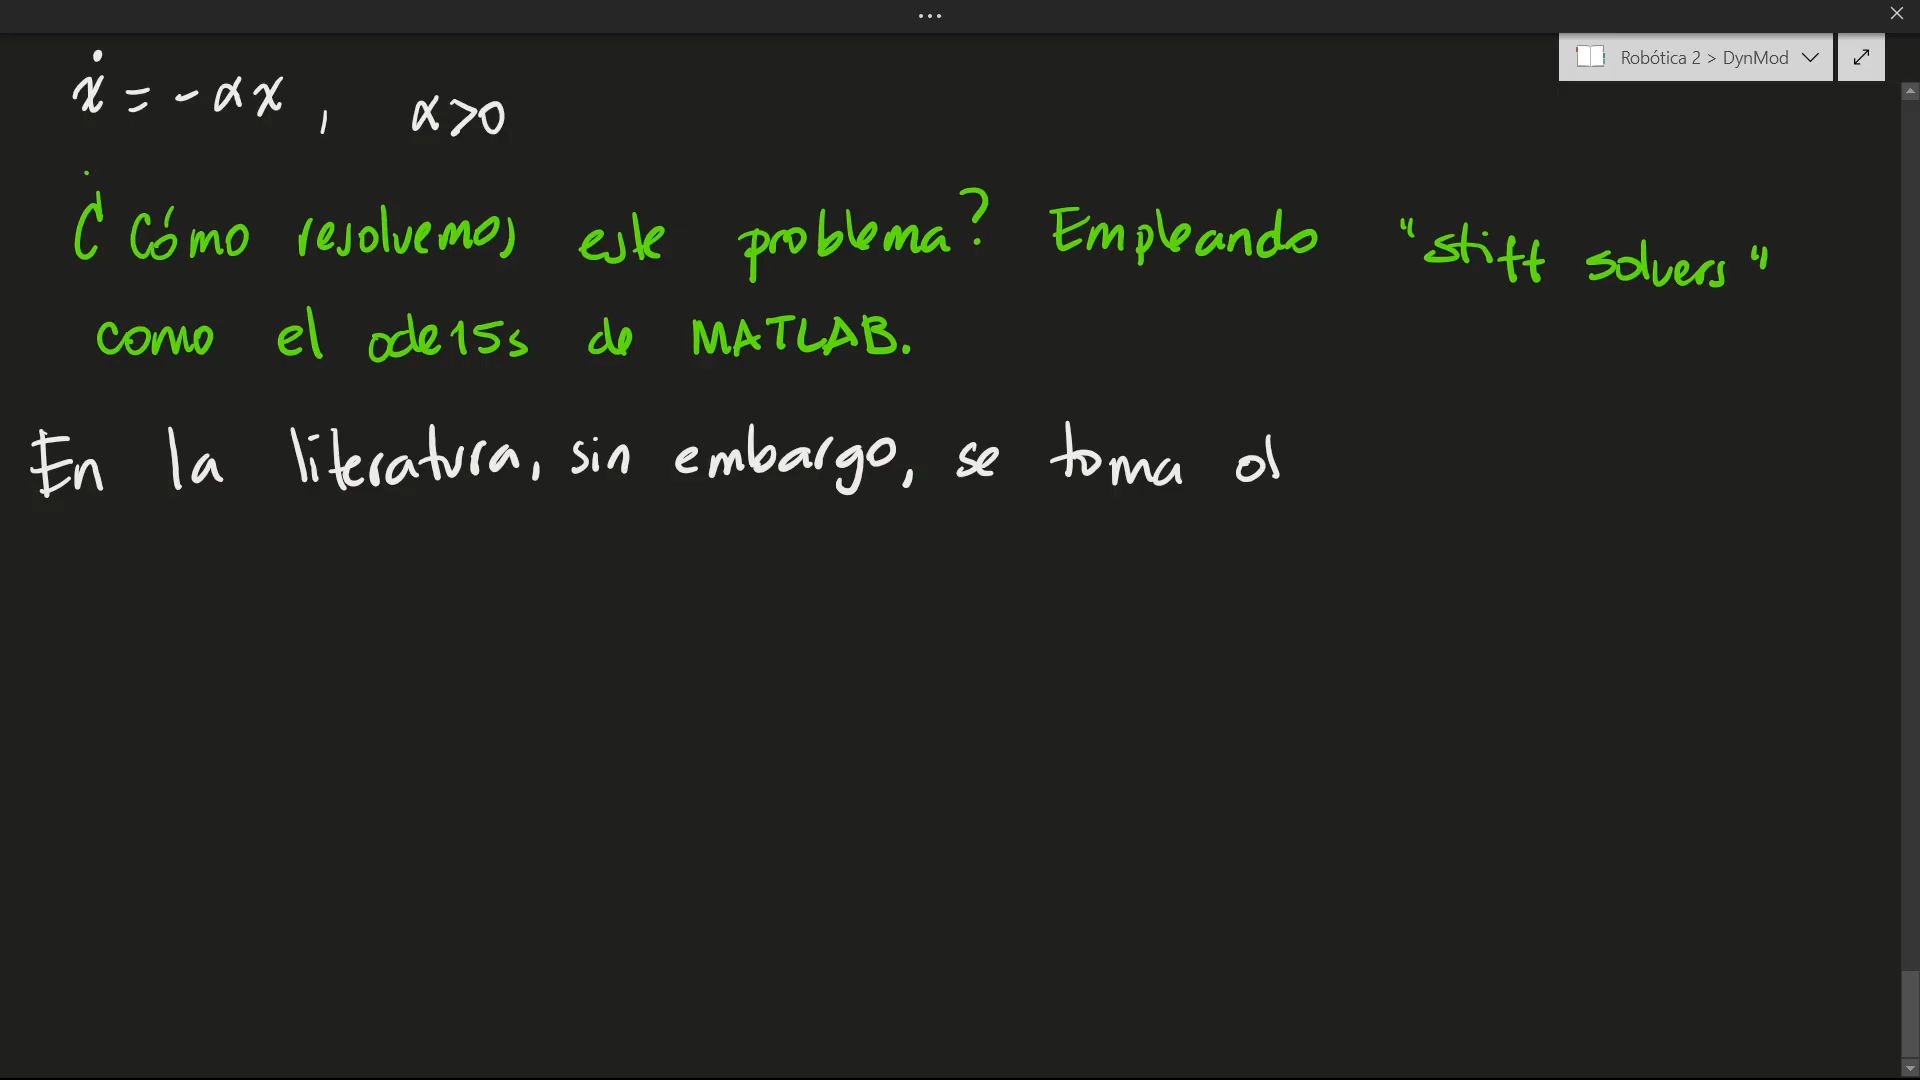 ...
Robótica 2 > DynMod
ẋ = -αx , α>0
¿Cómo resolvemos este problema? Empleando "stiff solvers"
como el ode15s de MATLAB.
En la literatura, sin embargo, se toma ol